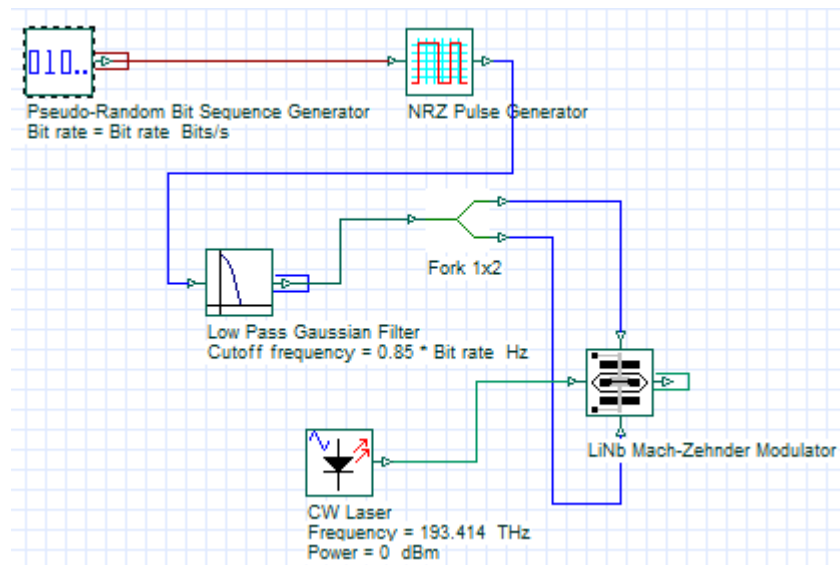 010..
Pseudo-Random Bit Sequence Generator
Bit rate = Bit rate  Bits/s
NRZ Pulse Generator
Fork 1x2
Low Pass Gaussian Filter
Cutoff frequency = 0.85 * Bit rate  Hz
LiNb Mach-Zehnder Modulator
CW Laser
Frequency = 193.414  THz
Power = 0  dBm